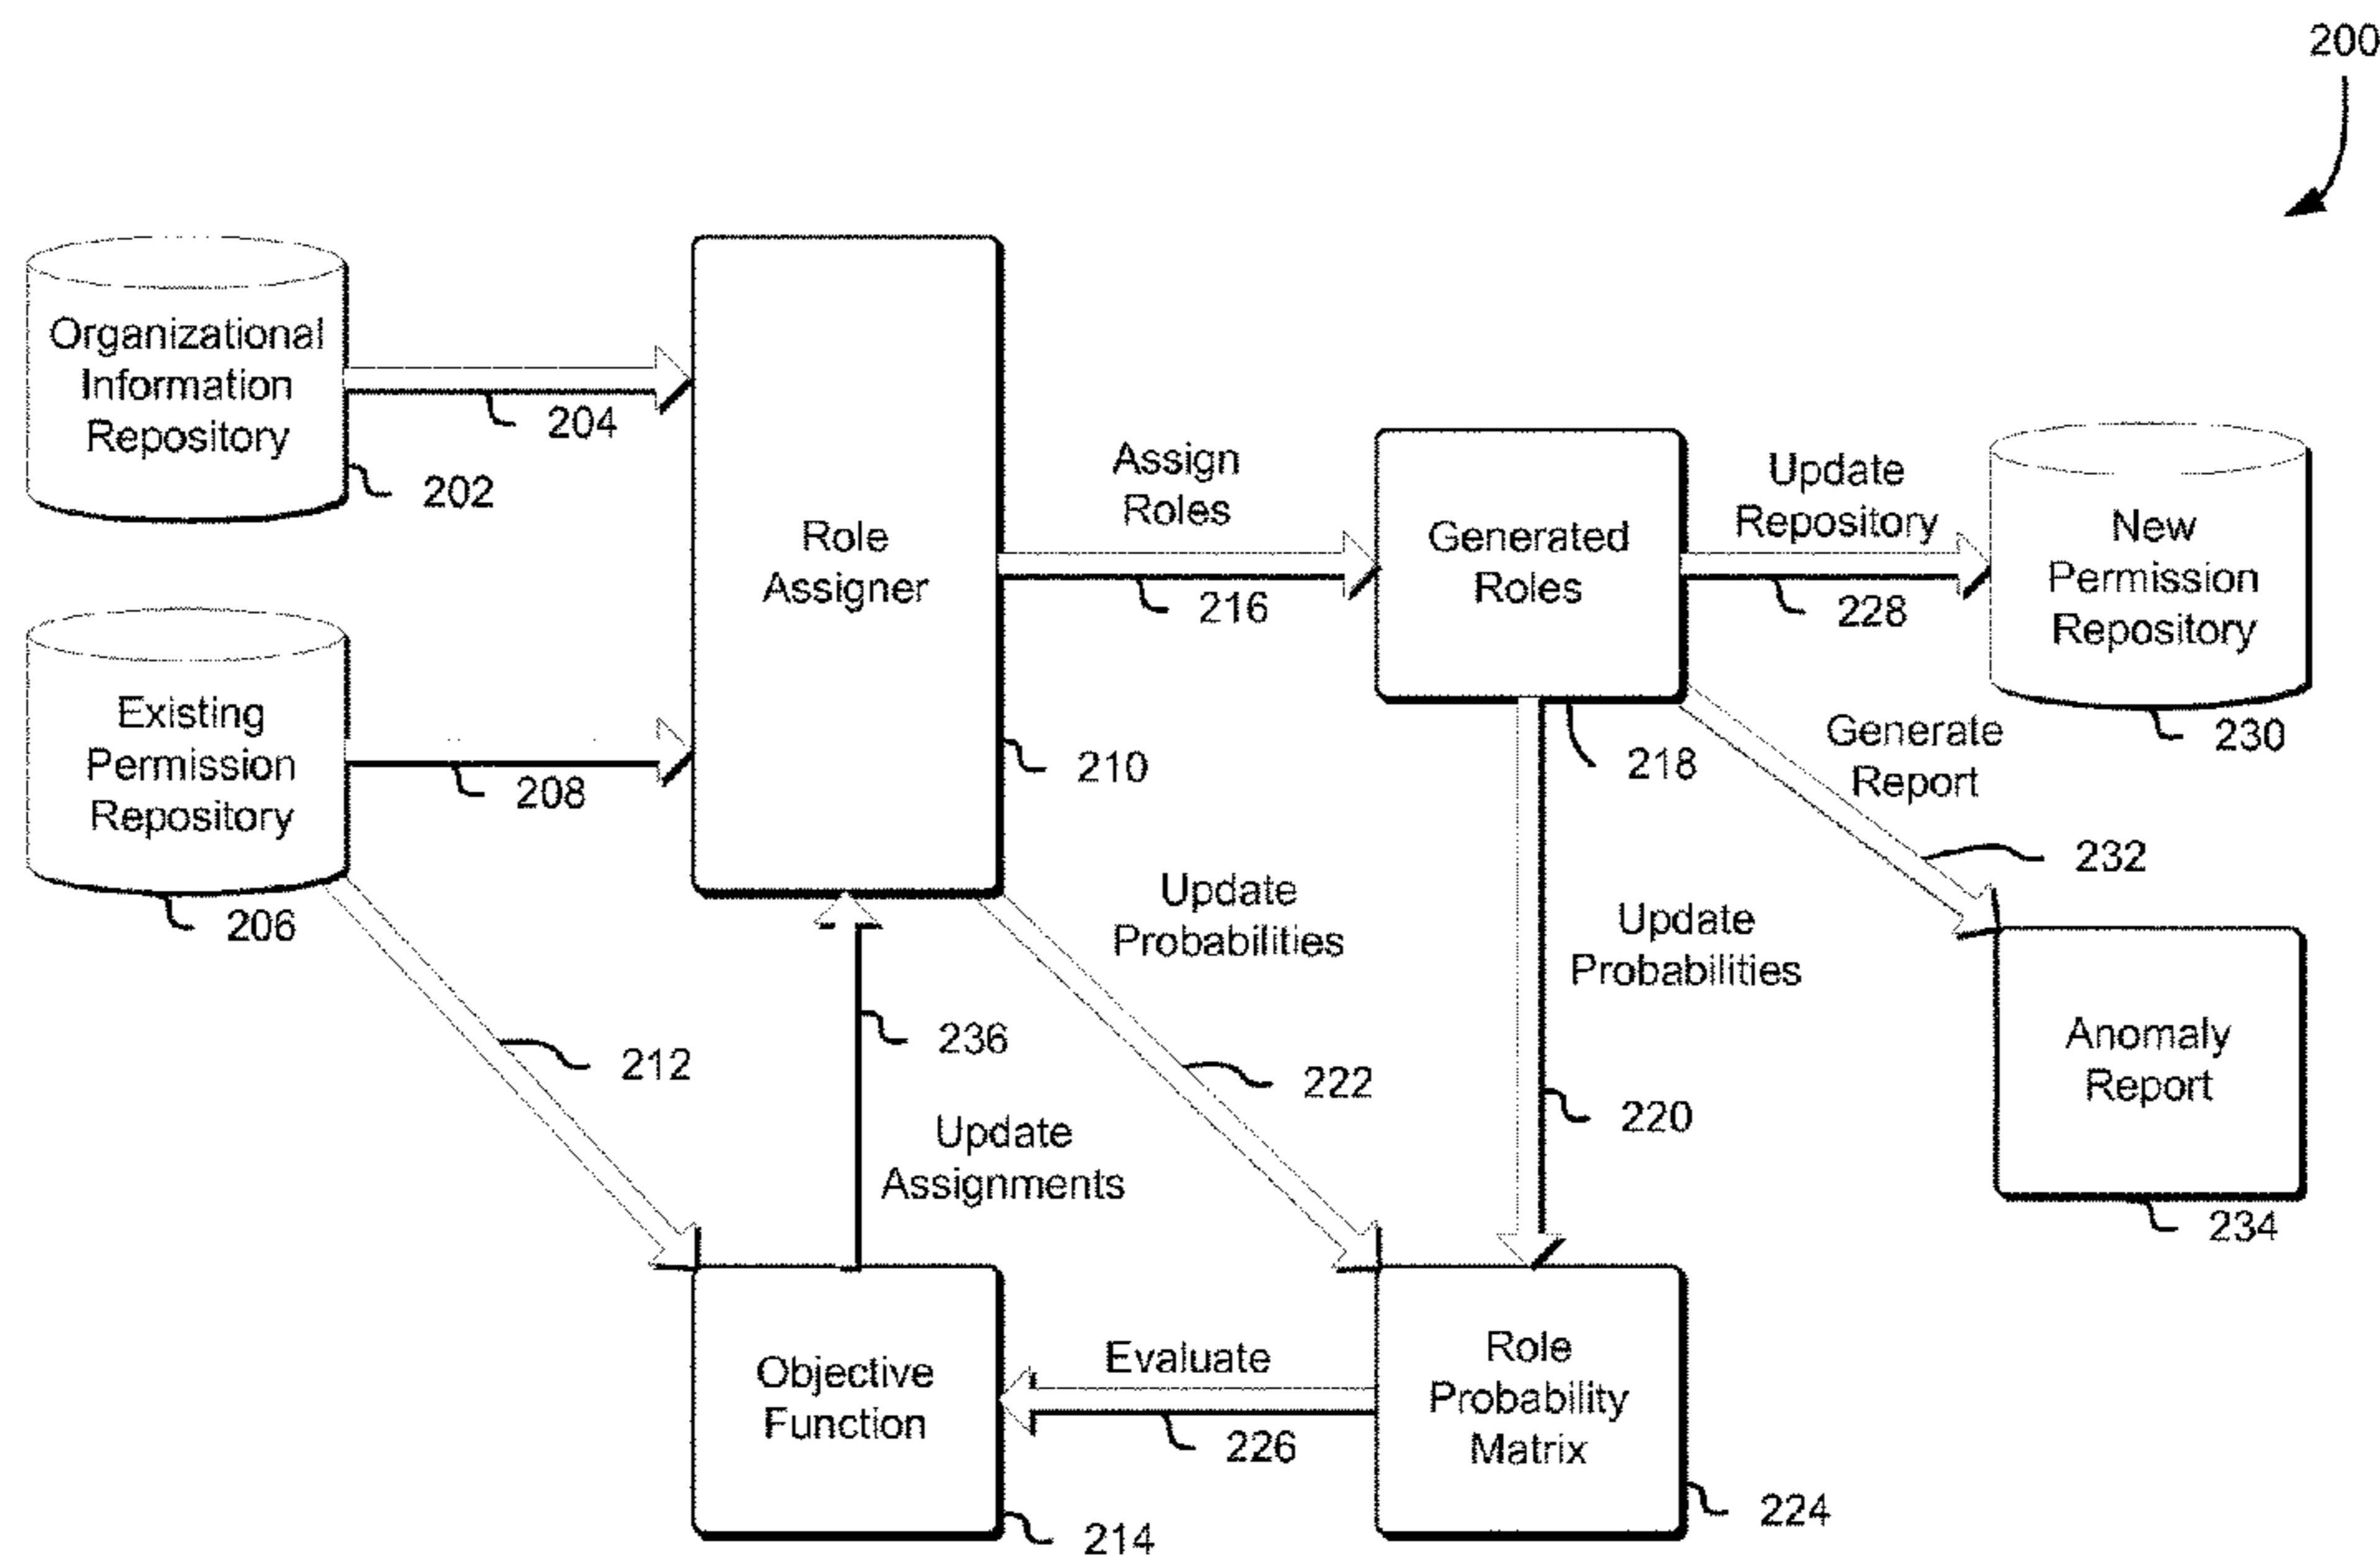 200
Organizational
Information
Repository
204
202
Role
Assigner
Assign
Roles
216
Generated
Roles
Update
Repository
228
New
Permission
Repository
230
Existing
Permission
Repository
208
206
210
218
Generate
Report
232
212
236
Update
Probabilities
222
Update
Probabilities
220
Anomaly
Report
234
Update
Assignments
Objective
Function
214
Evaluate
226
Role
Probability
Matrix
224